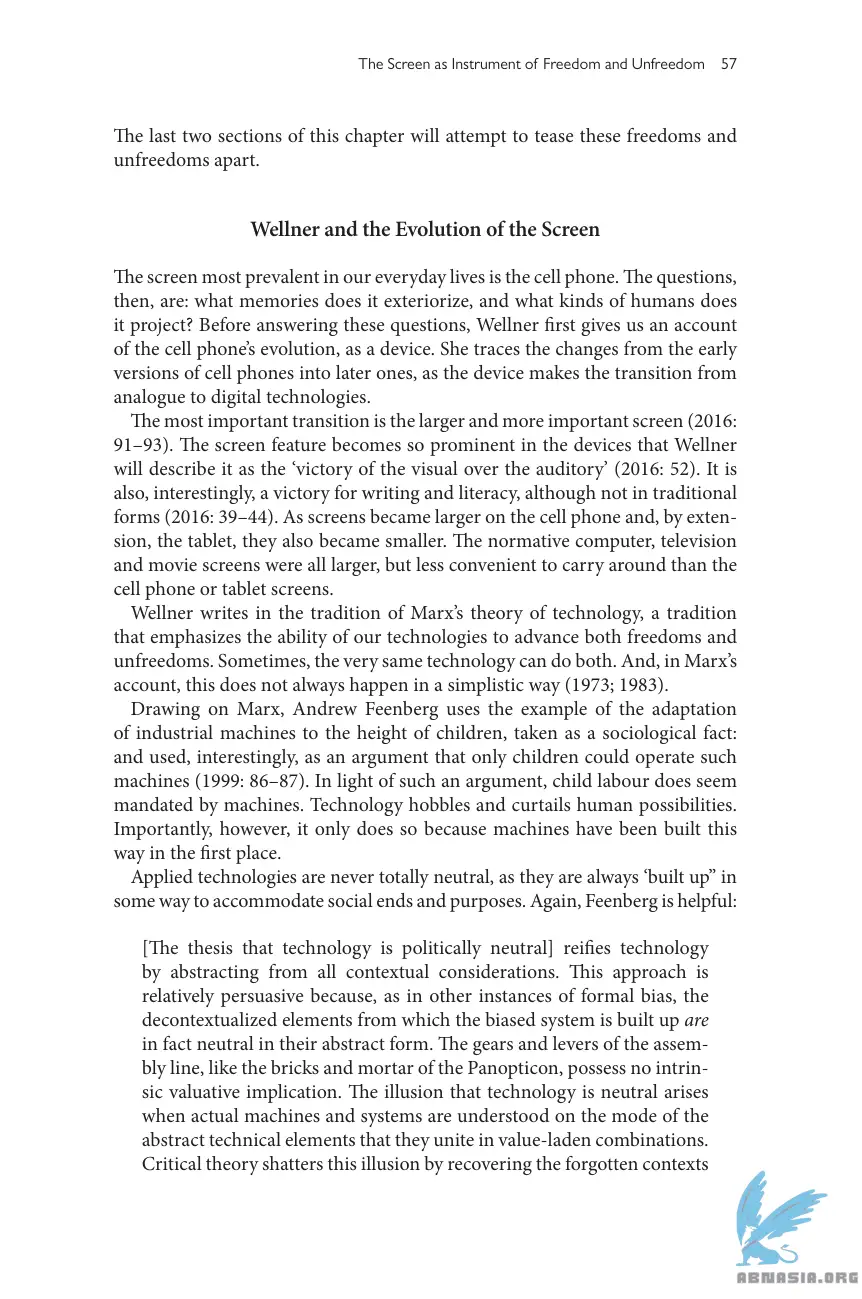 The Screen as Instrument of Freedom and Unfreedom 57
The last two sections of this chapter will attempt to tease these freedoms and
unfreedoms apart.
Wellner and the Evolution of the Screen
The screen most prevalent in our everyday lives is the cell phone. The questions,
then, are: what memories does it exteriorize, and what kinds of humans does
it project? Before answering these questions, Wellner first gives us an account
of the cell phone’s evolution, as a device. She traces the changes from the early
versions of cell phones into later ones, as the device makes the transition from
analogue to digital technologies.
The most important transition is the larger and more important screen (2016:
91–93). The screen feature becomes so prominent in the devices that Wellner
will describe it as the ‘victory of the visual over the auditory’ (2016: 52). It is
also, interestingly, a victory for writing and literacy, although not in traditional
forms (2016: 39–44). As screens became larger on the cell phone and, by exten-
sion, the tablet, they also became smaller. The normative computer, television
and movie screens were all larger, but less convenient to carry around than the
cell phone or tablet screens.
Wellner writes in the tradition of Marx’s theory of technology, a tradition
that emphasizes the ability of our technologies to advance both freedoms and
unfreedoms. Sometimes, the very same technology can do both. And, in Marx’s
account, this does not always happen in a simplistic way (1973; 1983).
Drawing on Marx, Andrew Feenberg uses the example of the adaptation
of industrial machines to the height of children, taken as a sociological fact:
and used, interestingly, as an argument that only children could operate such
machines (1999: 86–87). In light of such an argument, child labour does seem
mandated by machines. Technology hobbles and curtails human possibilities.
Importantly, however, it only does so because machines have been built this
way in the first place.
Applied technologies are never totally neutral, as they are always ‘built up” in
some way to accommodate social ends and purposes. Again, Feenberg is helpful:
[The thesis that technology is politically neutral] reifies technology
by abstracting from all contextual considerations. This approach is
relatively persuasive because, as in other instances of formal bias, the
decontextualized elements from which the biased system is built up are
in fact neutral in their abstract form. The gears and levers of the assem-
bly line, like the bricks and mortar of the Panopticon, possess no intrin-
sic valuative implication. The illusion that technology is neutral arises
when actual machines and systems are understood on the mode of the
abstract technical elements that they unite in value-laden combinations.
Critical theory shatters this illusion by recovering the forgotten contexts
ABNASIA.ORG